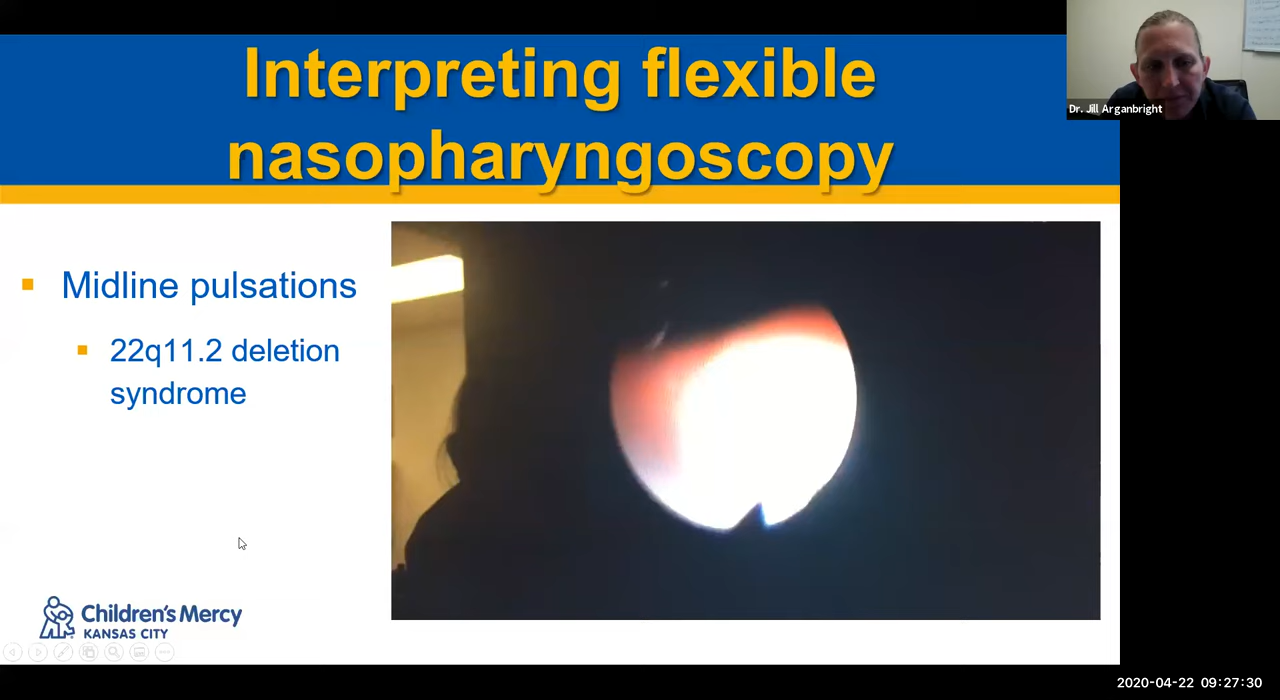 Interpreting flexible
nasopharyngoscopy
Dr. Jill Arganbright
Midline pulsations
22q11.2 deletion
syndrome
Children's Mercy
KANSAS CITY
2020-04-22 09:27:30